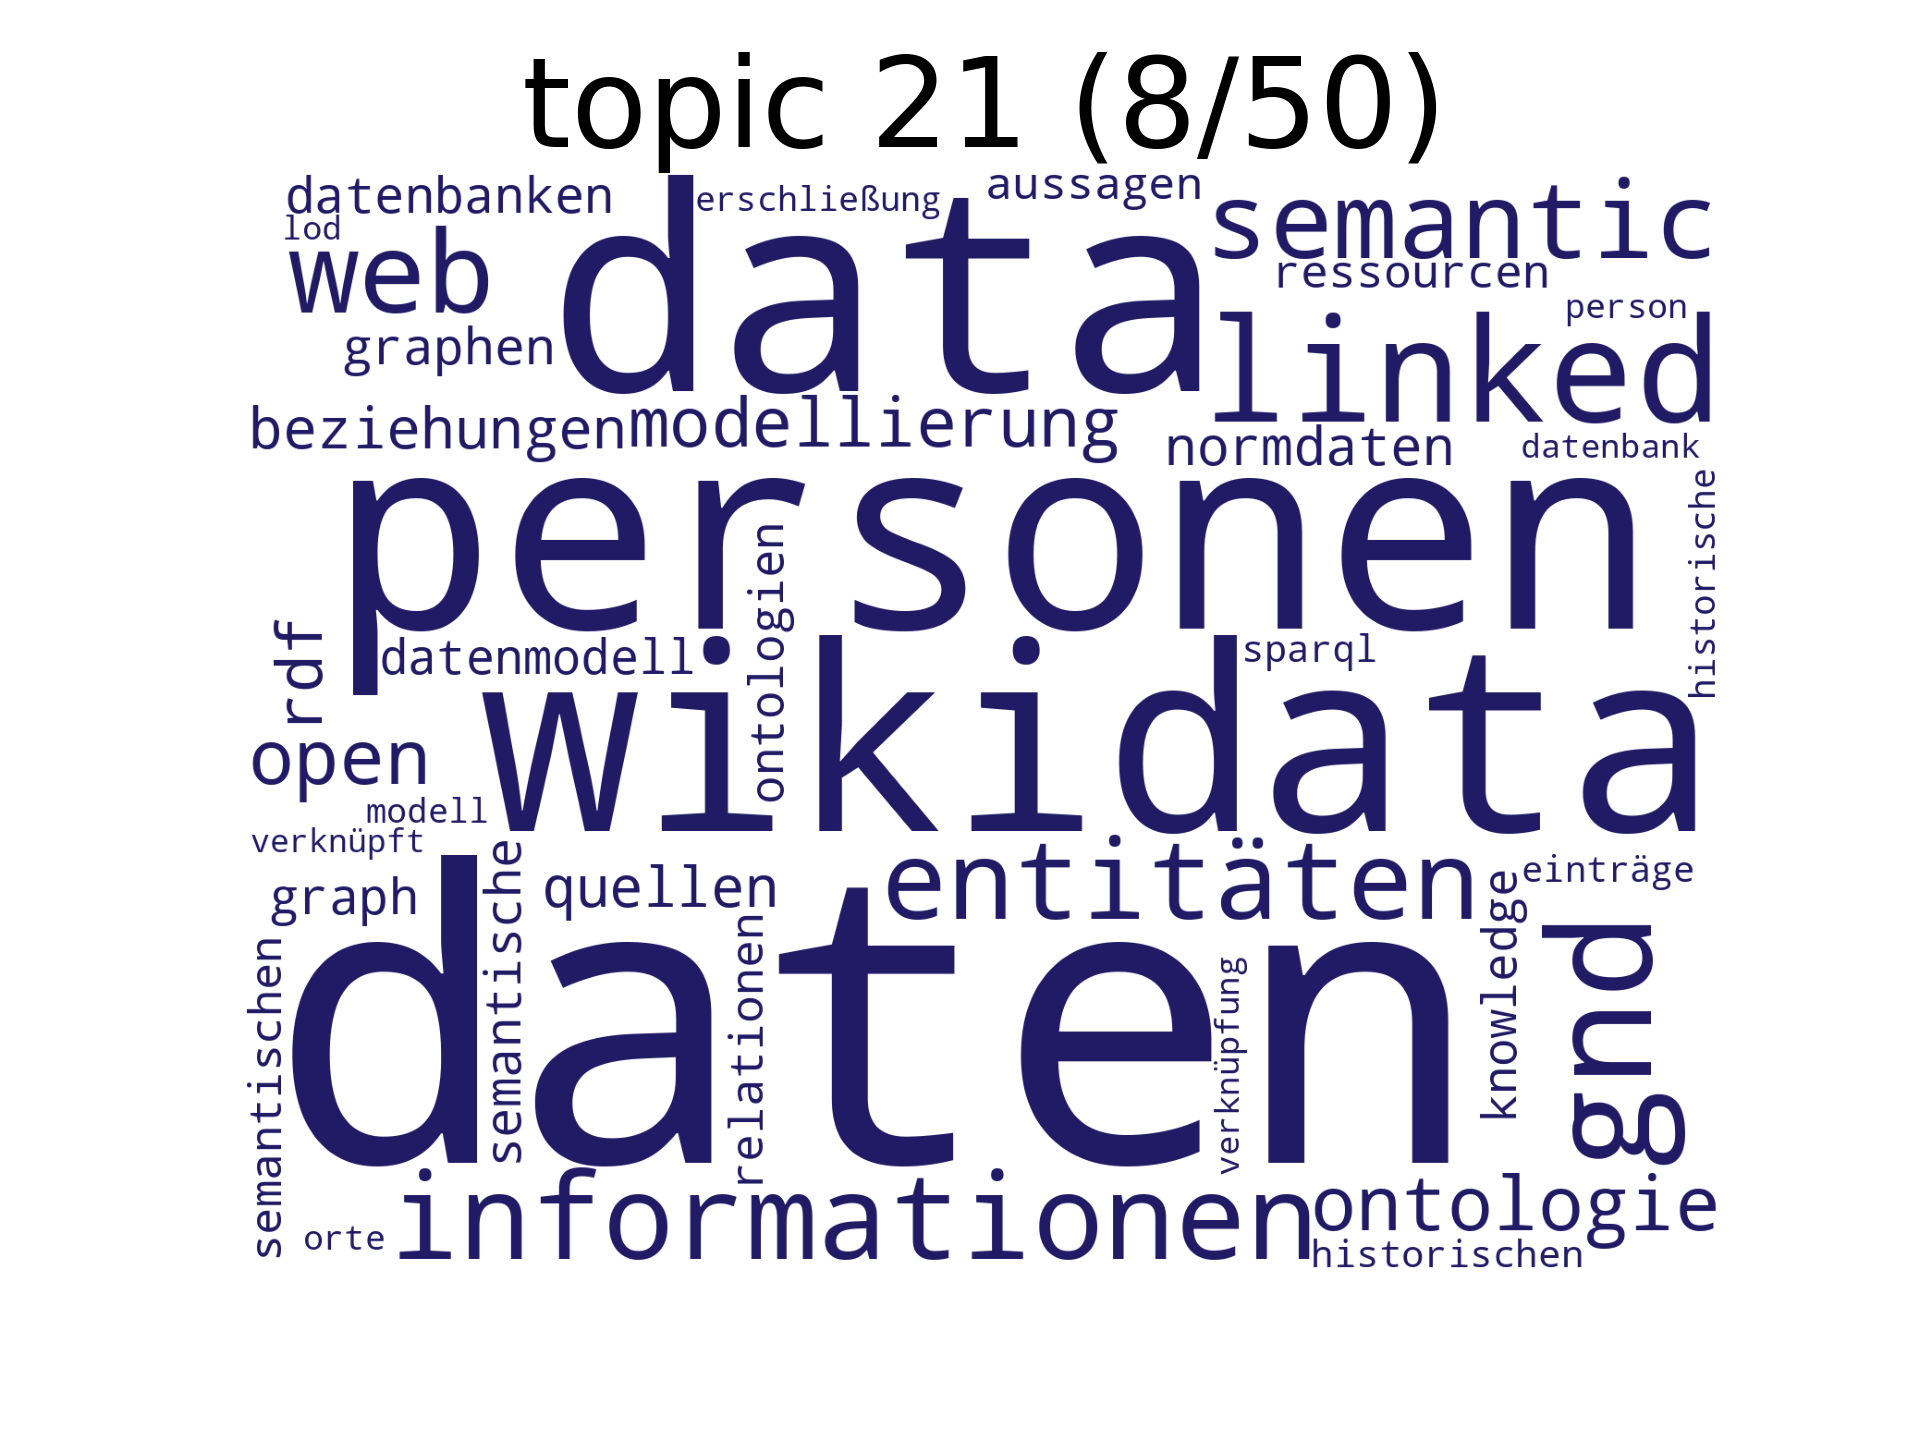 topic 21 (8/50)
datenbanken
erschließung
aussagen
data
semantic
lod
web
ressourcen
person
graphen
linked
beziehungen
modellierung
normdaten
datenbank
personen
historische
ontologien
rdf
datenmodell
sparql
wikidata
open
modell
verknüpft
semantische
quellen
entitäten
einträge
knowledge
graph
daten
gnd
semantischen
relationen
verknüpfung
informationen
ontologie
orte
historischen